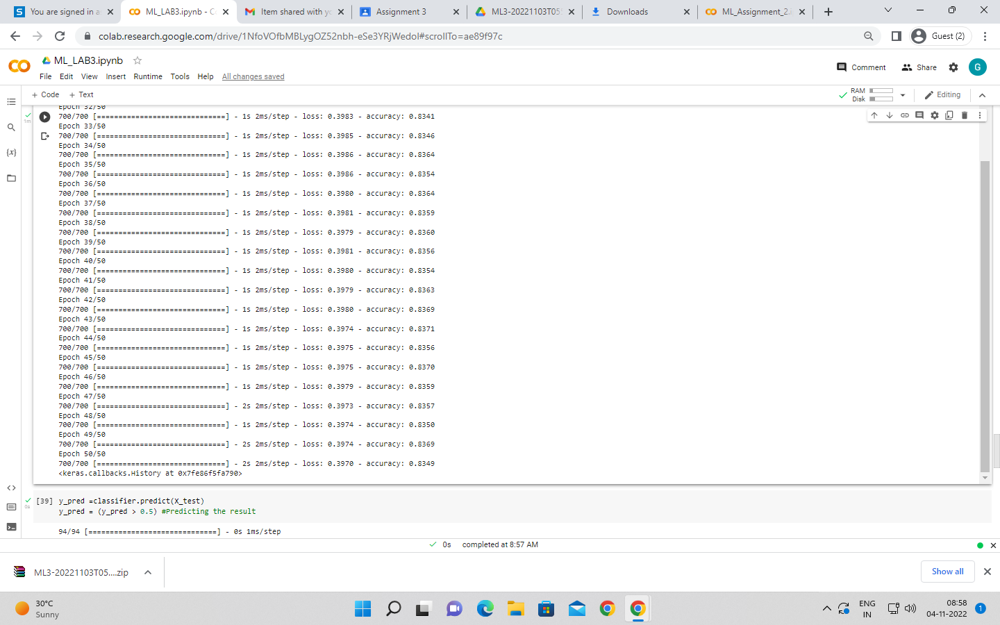 You are signed in a
ML_LAB3.ipynb - C
Item shared with yo
Assignment 3
ML3-20221103T05
Downloads
ML_Assignment_2.i
colab.research.google.com/drive/1NfoVOfbMBLygOZ52nbh-eSe3YRjWedoI#scrollTo=ae89f97c
Guest (2)
ML_LAB3.ipynb
File Edit View Insert Runtime Tools Help All changes saved
Comment Share G
+ Code + Text
RAM
Disk
Editing
Epoch 32/50
1m
700/700 [==============================] - 1s 2ms/step - loss: 0.3983 - accuracy: 0.8341
Epoch 33/50
700/700 [==============================] - 1s 2ms/step - loss: 0.3985 - accuracy: 0.8346
Epoch 34/50
700/700 [==============================] - 1s 2ms/step - loss: 0.3986 - accuracy: 0.8364
Epoch 35/50
700/700 [==============================] - 1s 2ms/step - loss: 0.3986 - accuracy: 0.8354
Epoch 36/50
700/700 [==============================] - 1s 2ms/step - loss: 0.3980 - accuracy: 0.8364
Epoch 37/50
700/700 [==============================] - 1s 2ms/step - loss: 0.3981 - accuracy: 0.8359
Epoch 38/50
700/700 [==============================] - 1s 2ms/step - loss: 0.3979 - accuracy: 0.8360
Epoch 39/50
700/700 [==============================] - 1s 2ms/step - loss: 0.3981 - accuracy: 0.8356
Epoch 40/50
700/700 [==============================] - 1s 2ms/step - loss: 0.3980 - accuracy: 0.8354
Epoch 41/50
700/700 [==============================] - 1s 2ms/step - loss: 0.3979 - accuracy: 0.8363
Epoch 42/50
700/700 [==============================] - 1s 2ms/step - loss: 0.3980 - accuracy: 0.8369
Epoch 43/50
700/700 [==============================] - 1s 2ms/step - loss: 0.3974 - accuracy: 0.8371
Epoch 44/50
700/700 [==============================] - 1s 2ms/step - loss: 0.3975 - accuracy: 0.8356
Epoch 45/50
700/700 [==============================] - 1s 2ms/step - loss: 0.3975 - accuracy: 0.8370
Epoch 46/50
700/700 [==============================] - 1s 2ms/step - loss: 0.3979 - accuracy: 0.8359
Epoch 47/50
700/700 [==============================] - 2s 2ms/step - loss: 0.3973 - accuracy: 0.8357
Epoch 48/50
700/700 [==============================] - 1s 2ms/step - loss: 0.3974 - accuracy: 0.8350
Epoch 49/50
700/700 [==============================] - 2s 2ms/step - loss: 0.3974 - accuracy: 0.8369
Epoch 50/50
700/700 [==============================] - 2s 2ms/step - loss: 0.3970 - accuracy: 0.8349
<keras.callbacks.History at 0x7fe86f5fa790>
[39] y_pred =classifier.predict(X_test)
0s
y_pred = (y_pred > 0.5) #Predicting the result
94/94 [==============================] - 0s 1ms/step
0s completed at 8:57 AM
ML3-20221103T05....zip
Show all
30°C
Sunny
ENG
IN
08:58
04-11-2022
1